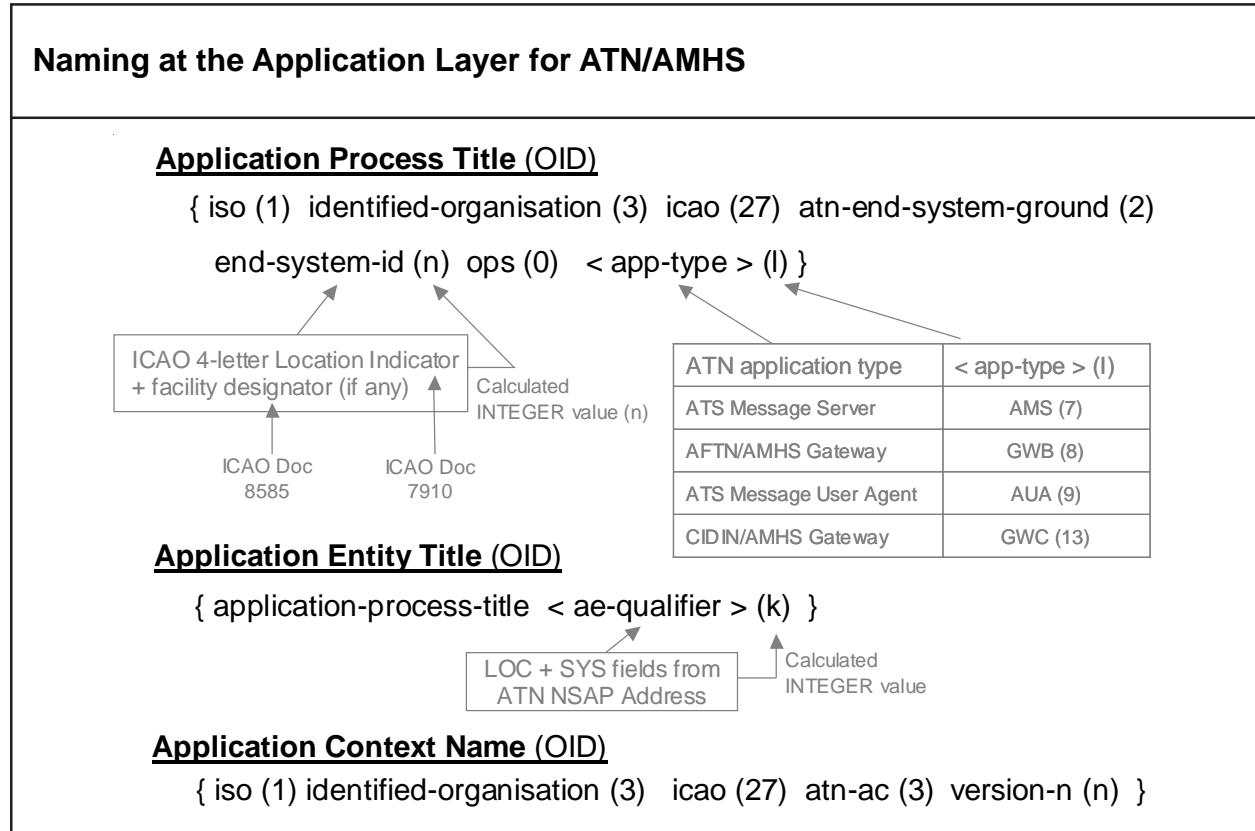 Naming at the Application Layer for ATN/AMHS
Application Process Title (OID)
{ iso (1) identified-organisation (3) icao (27) atn-end-system-ground (2)
end-system-id (n) ops (0) < app-type > (I) }
ICAO 4-letter Location Indicator
+ facility designator (if any)
Calculated
INTEGER value (n)
ICAO Doc
8585
ICAO Doc
7910
ATN application type < app-type > (I)
ATS Message Server AMS (7)
AFTN/AMHS Gateway GWB (8)
ATS Message User Agent AUA (9)
CIDIN/AMHS Gateway GWC (13)
Application Entity Title (OID)
{ application-process-title < ae-qualifier > (k) }
LOC + SYS fields from
ATN NSAP Address
Calculated
INTEGER value
Application Context Name (OID)
{ iso (1) identified-organisation (3) icao (27) atn-ac (3) version-n (n) }